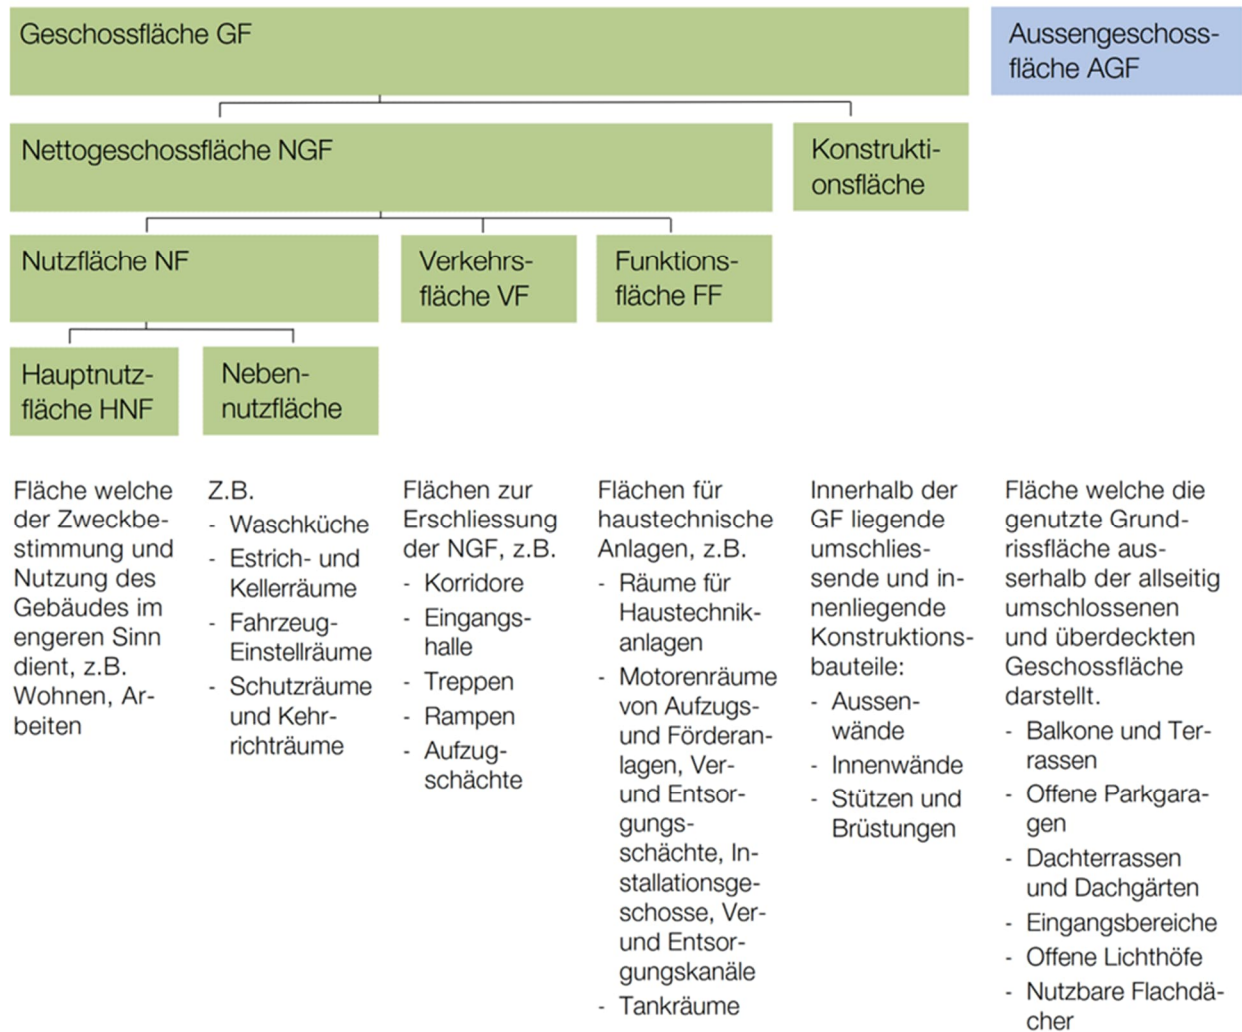 Geschossfläche GF
Aussengeschoss-
fläche AGF
Nettogeschossfläche NGF
Konstrukti-
onsfläche
Nutzfläche NF
Verkehrs-
fläche VF
Funktions-
fläche FF
Hauptnutz-
fläche HNF
Neben-
nutzfläche
Fläche welche
der Zweckbe-
stimmung und
Nutzung des
Gebäudes im
engeren Sinn
dient, z.B.
Wohnen, Ar-
beiten
Z.B.
- Waschküche
- Estrich- und
Kellerräume
- Fahrzeug-
Einstellräume
- Schutzräume
und Kehr-
richträume
Flächen zur
Erschliessung
der NGF, z.B.
- Korridore
- Eingangs-
halle
- Treppen
- Rampen
- Aufzug-
schächte
Flächen für
haustechnische
Anlagen, z.B.
- Räume für
Haustechnik-
anlagen
- Motorenräume
von Aufzugs-
und Förderan-
lagen, Ver-
und Entsor-
gungs-
schächte, In-
stallationsge-
schosse, Ver-
und Entsor-
gungskanäle
- Tankräume
Innerhalb der
GF liegende
umschlies-
sende und in-
nenliegende
Konstruktions-
bauteile:
- Aussen-
wände
- Innenwände
- Stützen und
Brüstungen
Fläche welche die
genutzte Grund-
rissfläche aus-
serhalb der allseitig
umschlossenen
und überdeckten
Geschossfläche
darstellt.
- Balkone und Ter-
rassen
- Offene Parkgara-
gen
- Dachterrassen
und Dachgärten
- Eingangsbereiche
- Offene Lichthöfe
- Nutzbare Flachdä-
cher